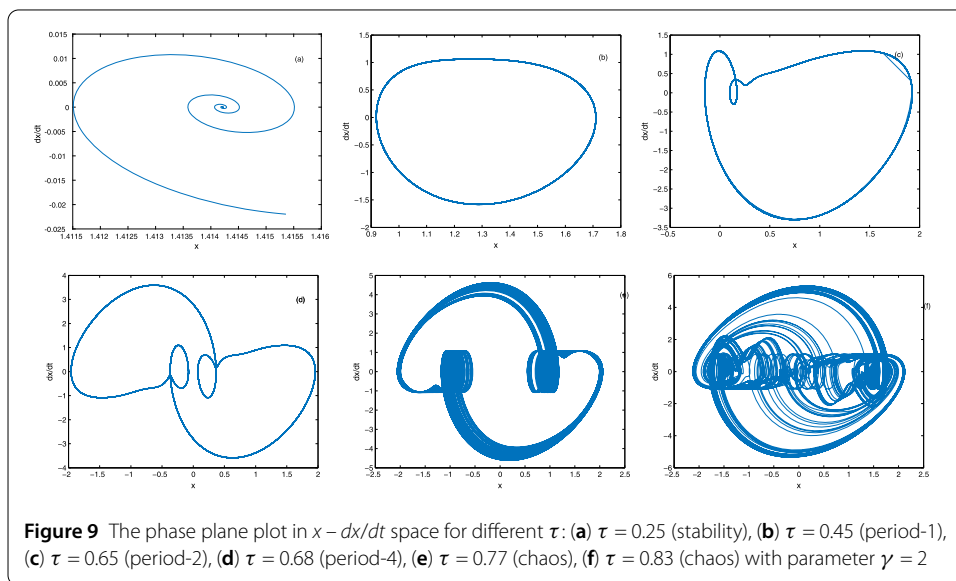 0.015
0.01
0.005
0
-0.005
-0.01
-0.015
-0.02
-0.025
dx/dt
(a)
1.4115 1.412 1.4125 1.413 1.4135 1.414 1.4145 1.415 1.4155 1.416
x
1.5
1
0.5
0
-0.5
-1
-1.5
-2
dx/dt
(b)
0.9 1 1.1 1.2 1.3 1.4 1.5 1.6 1.7 1.8
x
1.5
1
0.5
0
-0.5
-1
-1.5
-2
-2.5
-3
-3.5
dx/dt
(c)
-0.5 0 0.5 1 1.5 2
x
4
3
2
1
0
−1
−2
−3
−4
dx/dt
(d)
−2 −1.5 −1 −0.5 0 0.5 1 1.5 2
x
5
4
3
2
1
0
−1
−2
−3
−4
−5
dx/dt
(e)
−2.5 −2 −1.5 −1 −0.5 0 0.5 1 1.5 2 2.5
x
6
4
2
0
−2
−4
−6
dx/dt
(f)
−2.5 −2 −1.5 −1 −0.5 0 0.5 1 1.5 2 2.5
x
Figure 9 The phase plane plot in x – dx/dt space for different τ: (a) τ = 0.25 (stability), (b) τ = 0.45 (period-1),
(c) τ = 0.65 (period-2), (d) τ = 0.68 (period-4), (e) τ = 0.77 (chaos), (f) τ = 0.83 (chaos) with parameter γ = 2